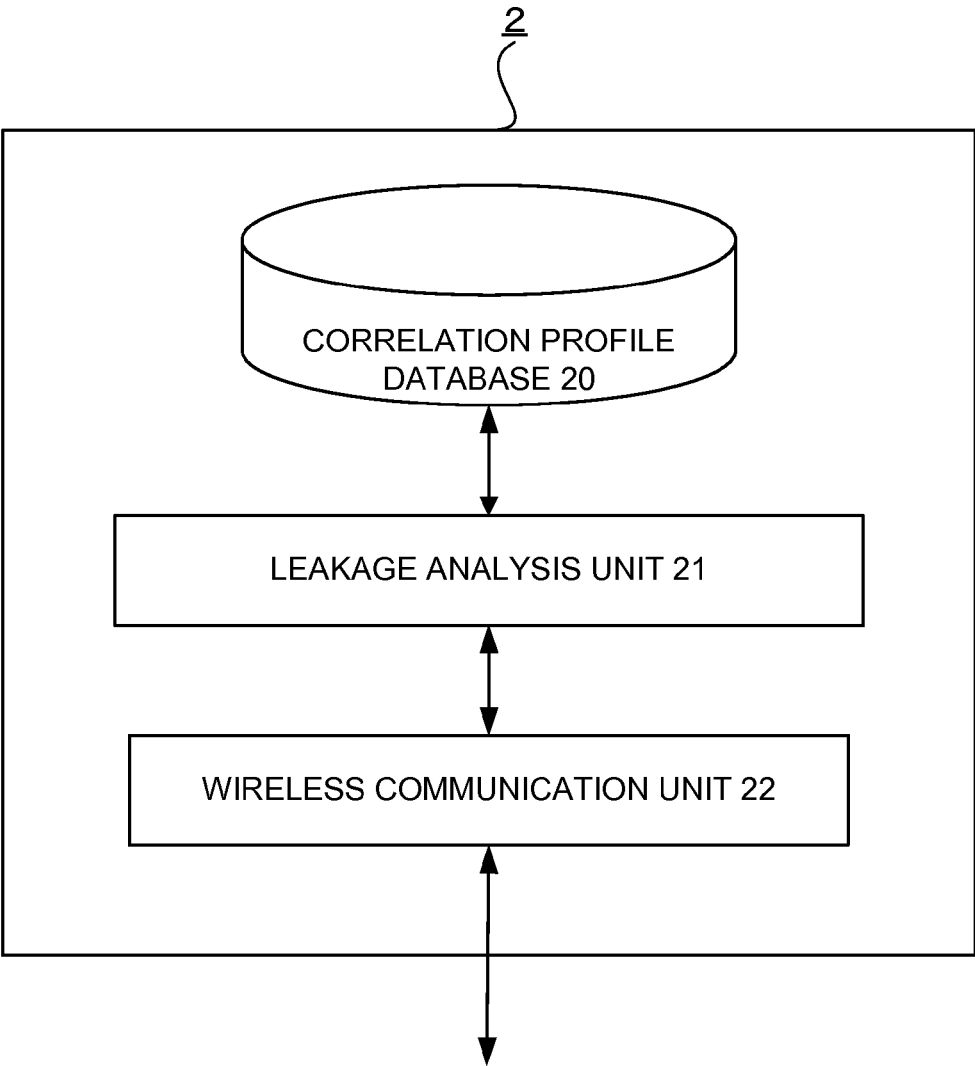 2
CORRELATION PROFILE
DATABASE 20
LEAKAGE ANALYSIS UNIT 21
WIRELESS COMMUNICATION UNIT 22